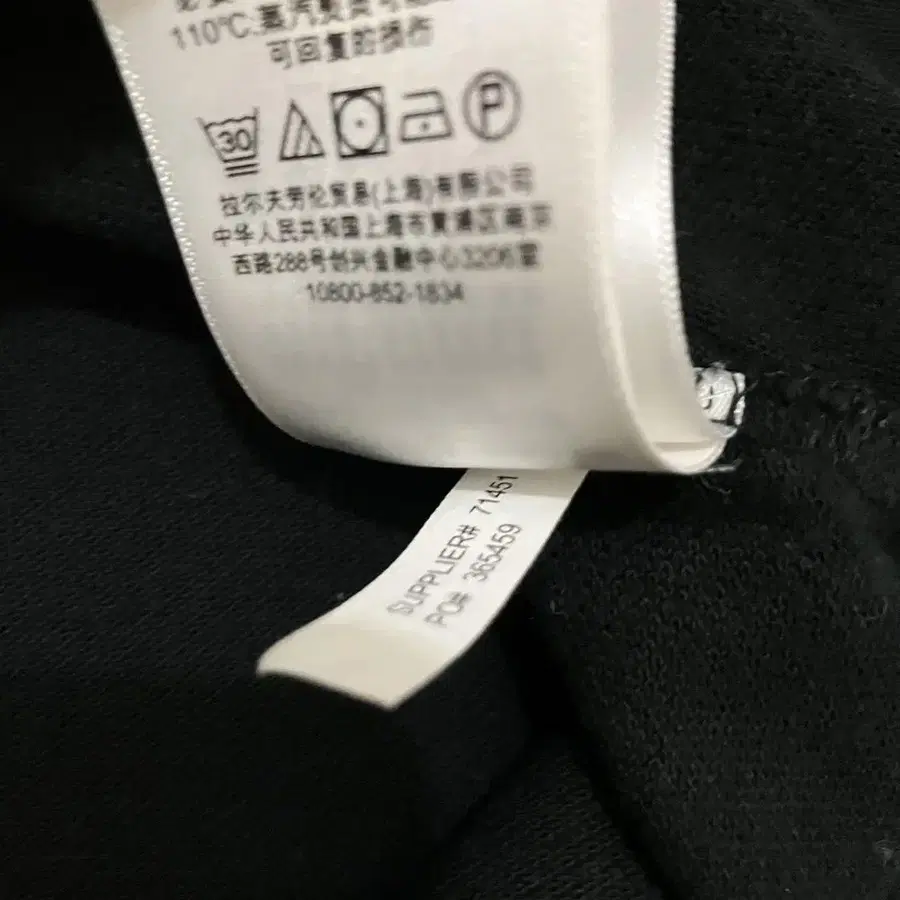 110℃.蒸汽熨烫可能
可回复的损伤
30
P
拉尔夫劳伦贸易(上海)有限公司
中华人民共和国上海市黄浦区南京
西路288号创兴金融中心3206室
10800-852-1834
SUPPLIER# 71451
PO# 365459